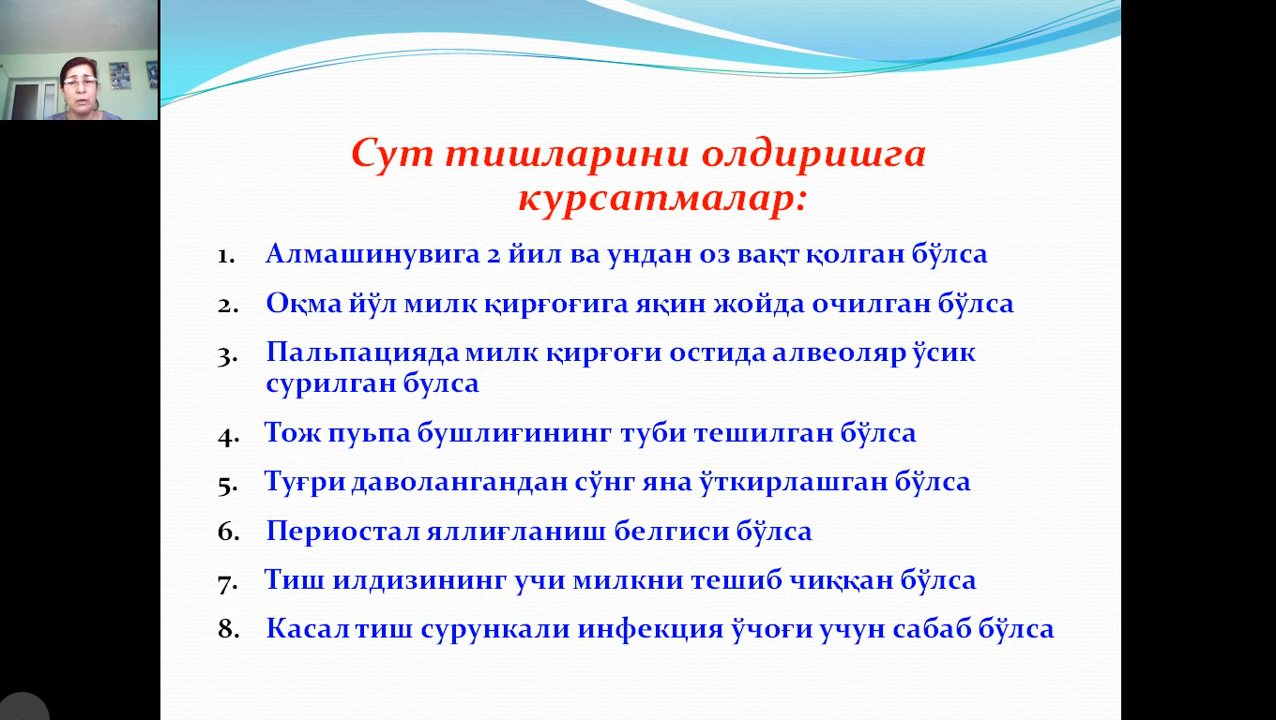 Сут тишларини олдиришга
курсатмалар:
1. Алмашинувига 2 йил ва ундан оз вақт қолган бўлса
2. Оқма йўл милк қирғоғига яқин жойда очилган бўлса
3. Пальпацияда милк қирғоғи остида алвеоляр ўсик
сурилган булса
4. Тож пуьпа бушлиғининг туби тешилган бўлса
5. Туғри даволангандан сўнг яна ўткирлашган бўлса
6. Периостал яллиғланиш белгиси бўлса
7. Тиш илдизининг учи милкни тешиб чиққан бўлса
8. Касал тиш сурункали инфекция ўчоғи учун сабаб бўлса